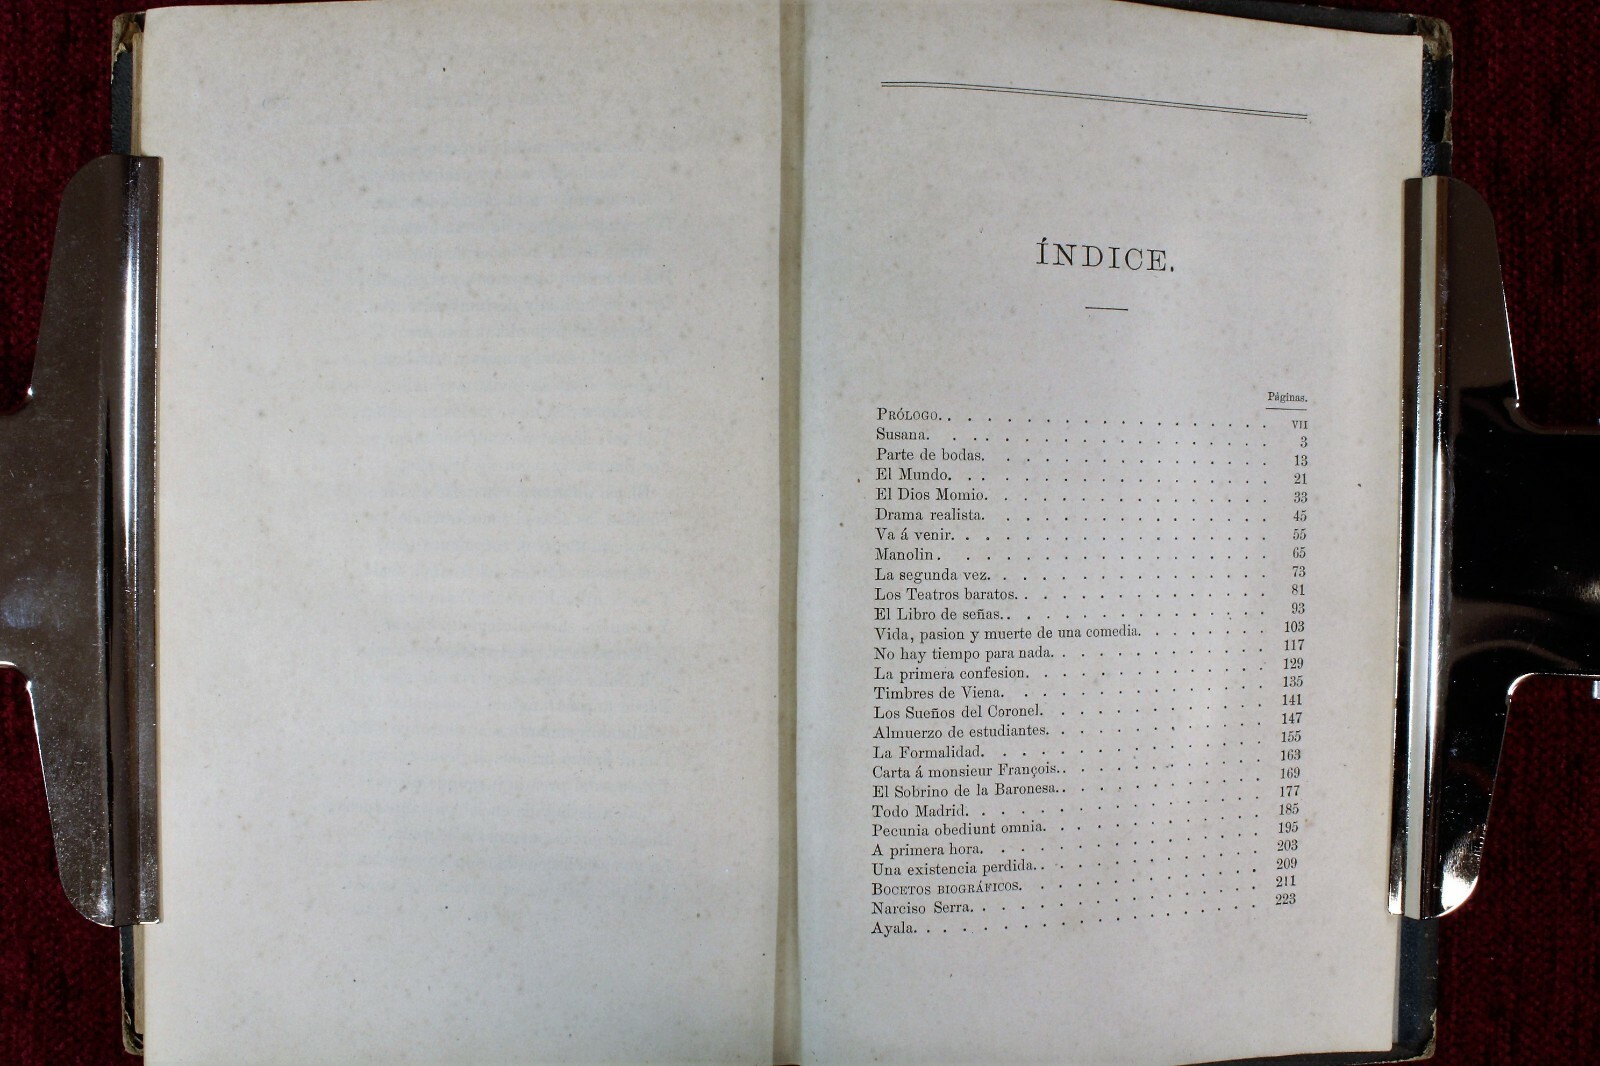 ÍNDICE.
Páginas.
PRÓLOGO. . . . . . . . . . . . . . . . . . VII
Susana. . . . . . . . . . . . . . . . . . . 3
Parte de bodas. . . . . . . . . . . . . . . 13
El Mundo. . . . . . . . . . . . . . . . . . 21
El Dios Momio. . . . . . . . . . . . . . . . 33
Drama realista. . . . . . . . . . . . . . . 45
Va á venir. . . . . . . . . . . . . . . . . 55
Manolin . . . . . . . . . . . . . . . . . . 65
La segunda vez. . . . . . . . . . . . . . . 73
Los Teatros baratos. . . . . . . . . . . . . 81
El Libro de señas. . . . . . . . . . . . . . 93
Vida, pasion y muerte de una comedia. . . . . . . 103
No hay tiempo para nada. . . . . . . . . . . 117
La primera confesion. . . . . . . . . . . . 129
Timbres de Viena. . . . . . . . . . . . . . 135
Los Sueños del Coronel. . . . . . . . . . . 141
Almuerzo de estudiantes. . . . . . . . . . . 147
La Formalidad. . . . . . . . . . . . . . . . 155
Carta á monsieur François. . . . . . . . . . 163
El Sobrino de la Baronesa. . . . . . . . . . 169
Todo Madrid. . . . . . . . . . . . . . . . . 177
Pecunia obediunt omnia. . . . . . . . . . . 185
A primera hora. . . . . . . . . . . . . . . 195
Una existencia perdida. . . . . . . . . . . 203
BOCETOS BIOGRÁFICOS. . . . . . . . . . . . . 209
Narciso Serra. . . . . . . . . . . . . . . . 211
Ayala. . . . . . . . . . . . . . . . . . . 223